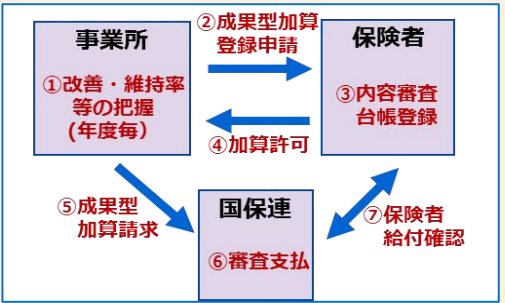 事業所
①改善・維持率
等の把握
(年度毎）
②成果型加算
登録申請
保険者
③内容審査
台帳登録
④加算許可
⑤成果型
加算請求
国保連
⑥審査支払
⑦保険者
給付確認